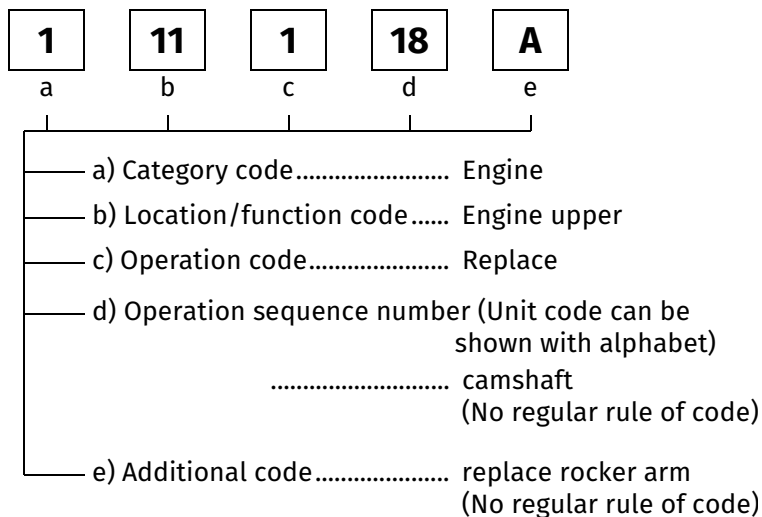 1 11 1 18 A
a b c d e
a) Category code........................ Engine
b) Location/function code...... Engine upper
c) Operation code...................... Replace
d) Operation sequence number (Unit code can be
shown with alphabet)
............................ camshaft
(No regular rule of code)
e) Additional code..................... replace rocker arm
(No regular rule of code)